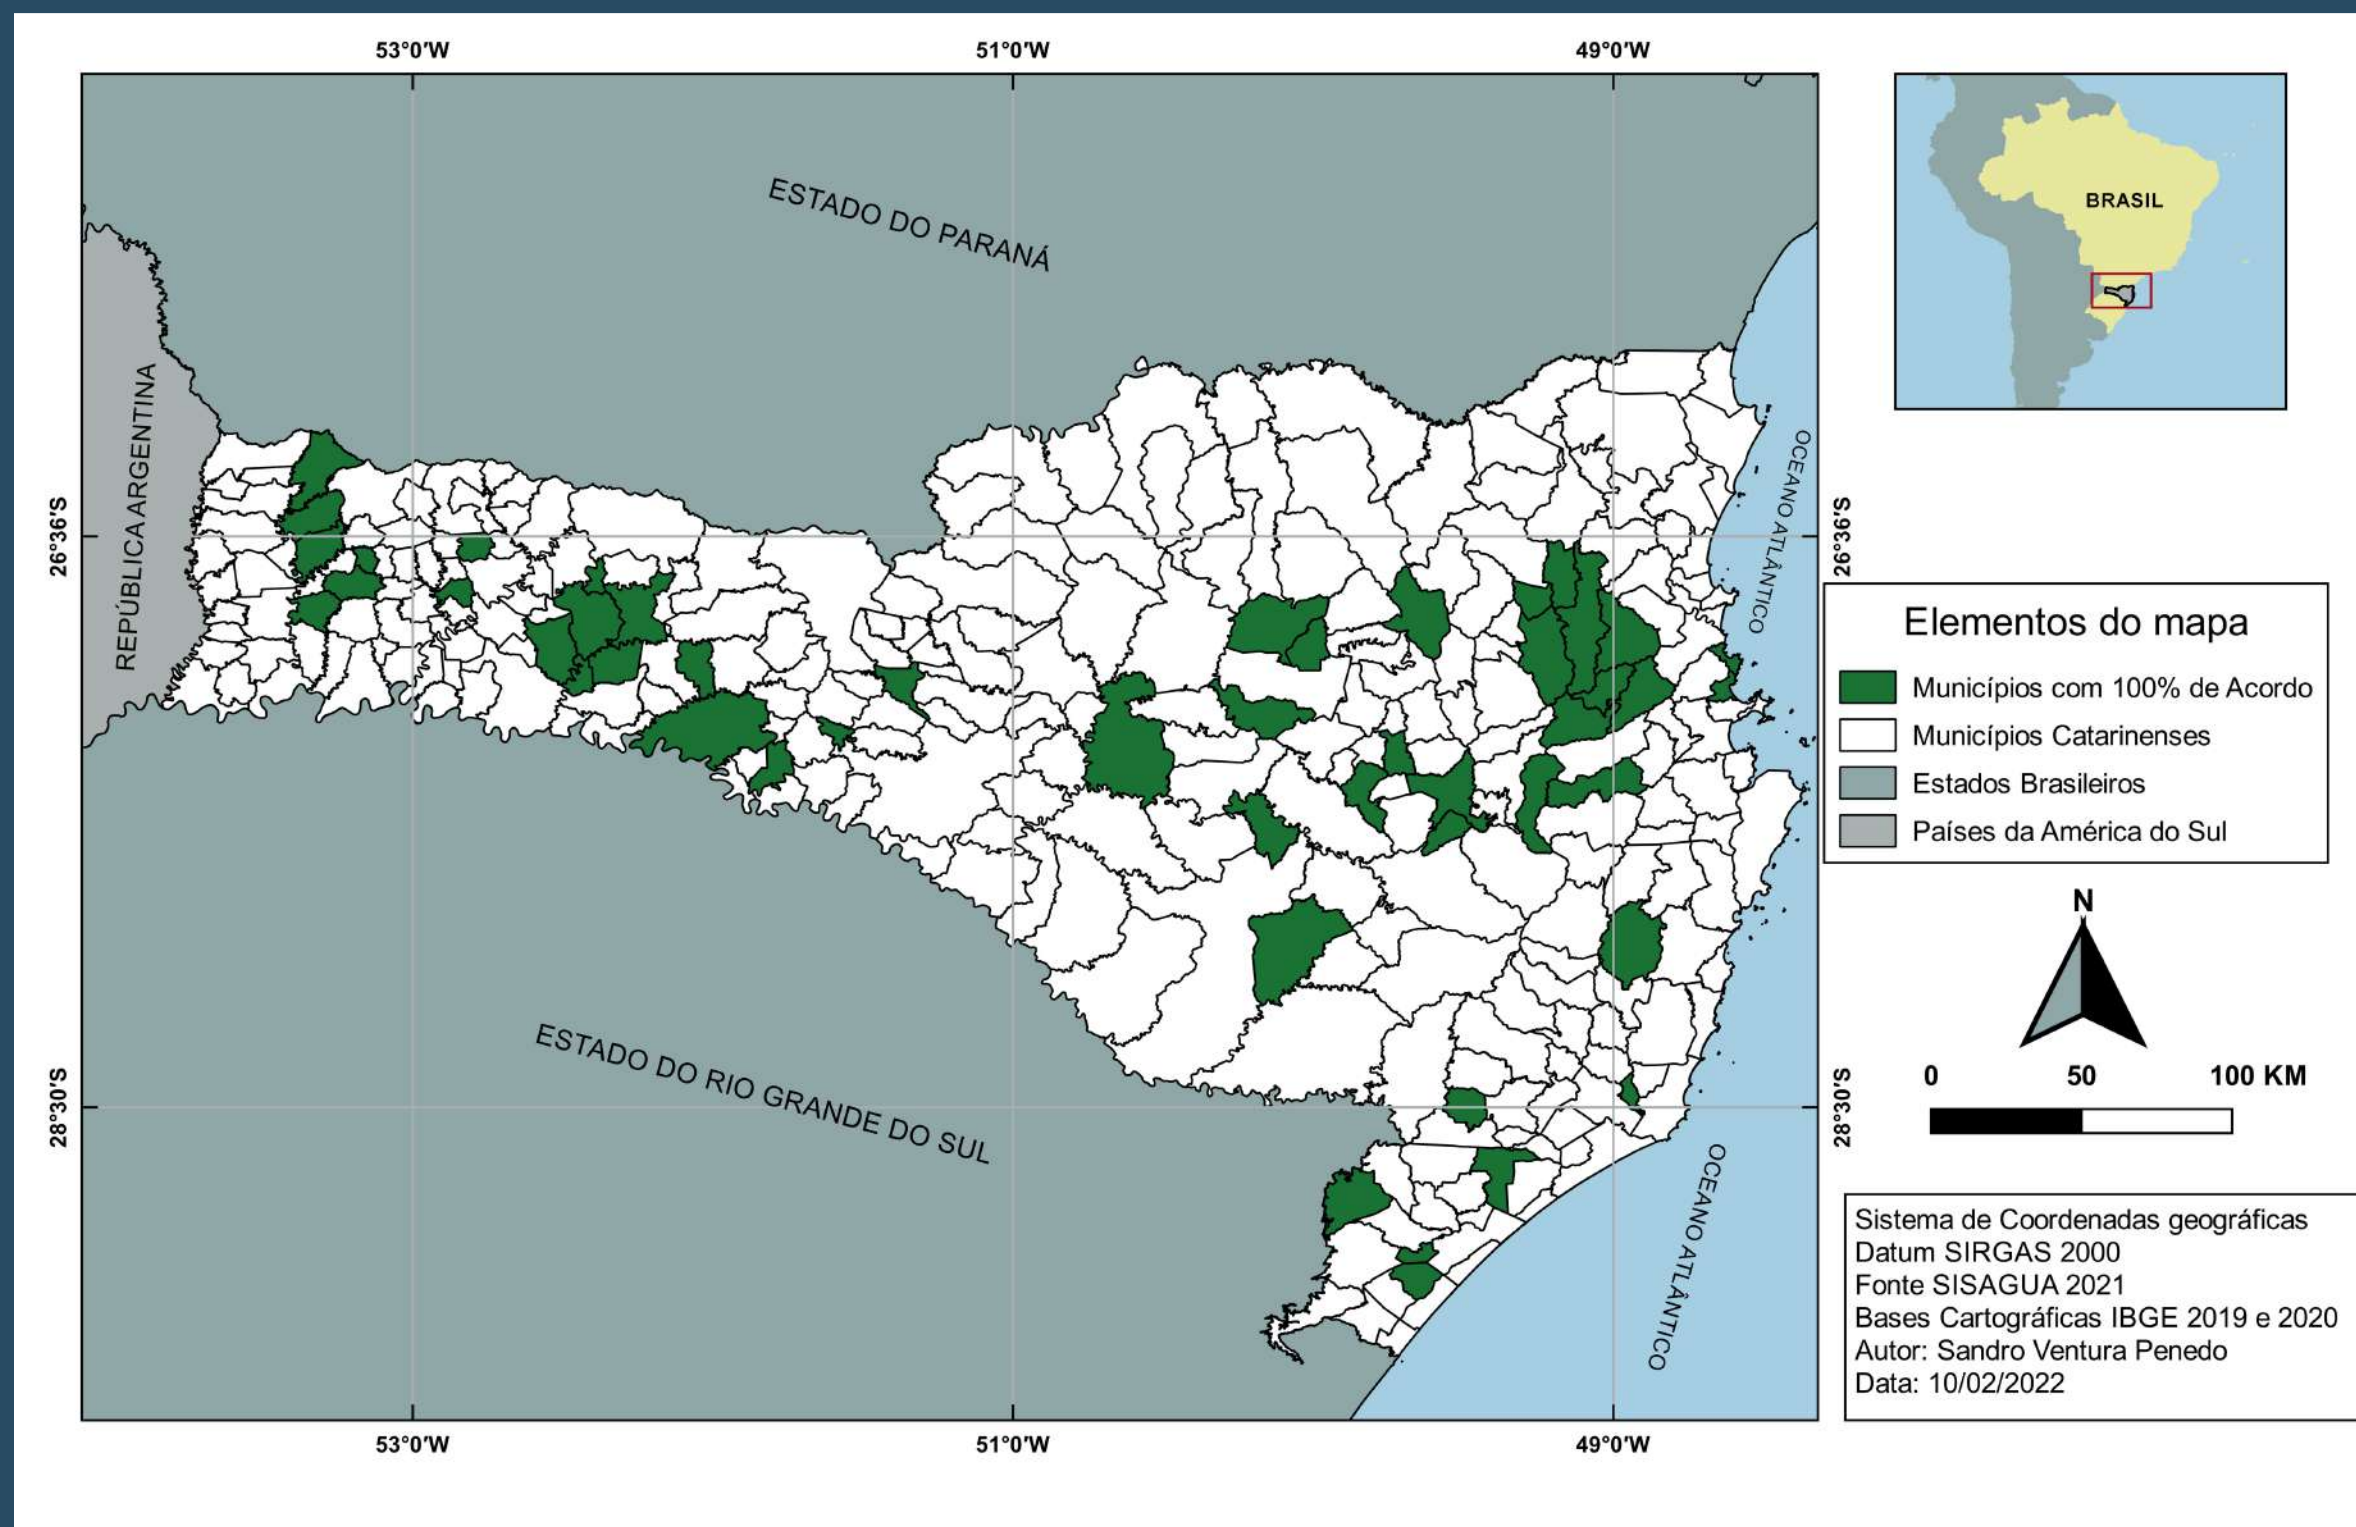 53°0'W
51°0'W
49°0'W
ESTADO DO PARANÁ
BRASIL
REPÚBLICA ARGENTINA
OCEANO ATLÂNTICO
26°36'S
26°36'S
Elementos do mapa
Municípios com 100% de Acordo
Municípios Catarinenses
Estados Brasileiros
Países da América do Sul
N
0 50 100 KM
ESTADO DO RIO GRANDE DO SUL
28°30'S
28°30'S
OCEANO ATLÂNTICO
Sistema de Coordenadas geográficas
Datum SIRGAS 2000
Fonte SISAGUA 2021
Bases Cartográficas IBGE 2019 e 2020
Autor: Sandro Ventura Penedo
Data: 10/02/2022
53°0'W
51°0'W
49°0'W